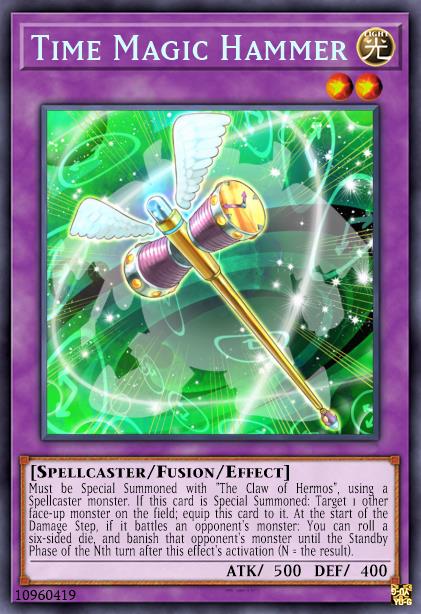 TIME MAGIC HAMMER
LIGHT
光
[SPELLCASTER/FUSION/EFFECT]
Must be Special Summoned with "The Claw of Hermos", using a
Spellcaster monster. If this card is Special Summoned: Target 1 other
face-up monster on the field; equip this card to it. At the start of the
Damage Step, if it battles an opponent's monster: You can roll a
six-sided die, and banish that opponent's monster until the Standby
Phase of the Nth turn after this effect's activation (N = the result).
ATK/ 500 DEF/ 400
10960419